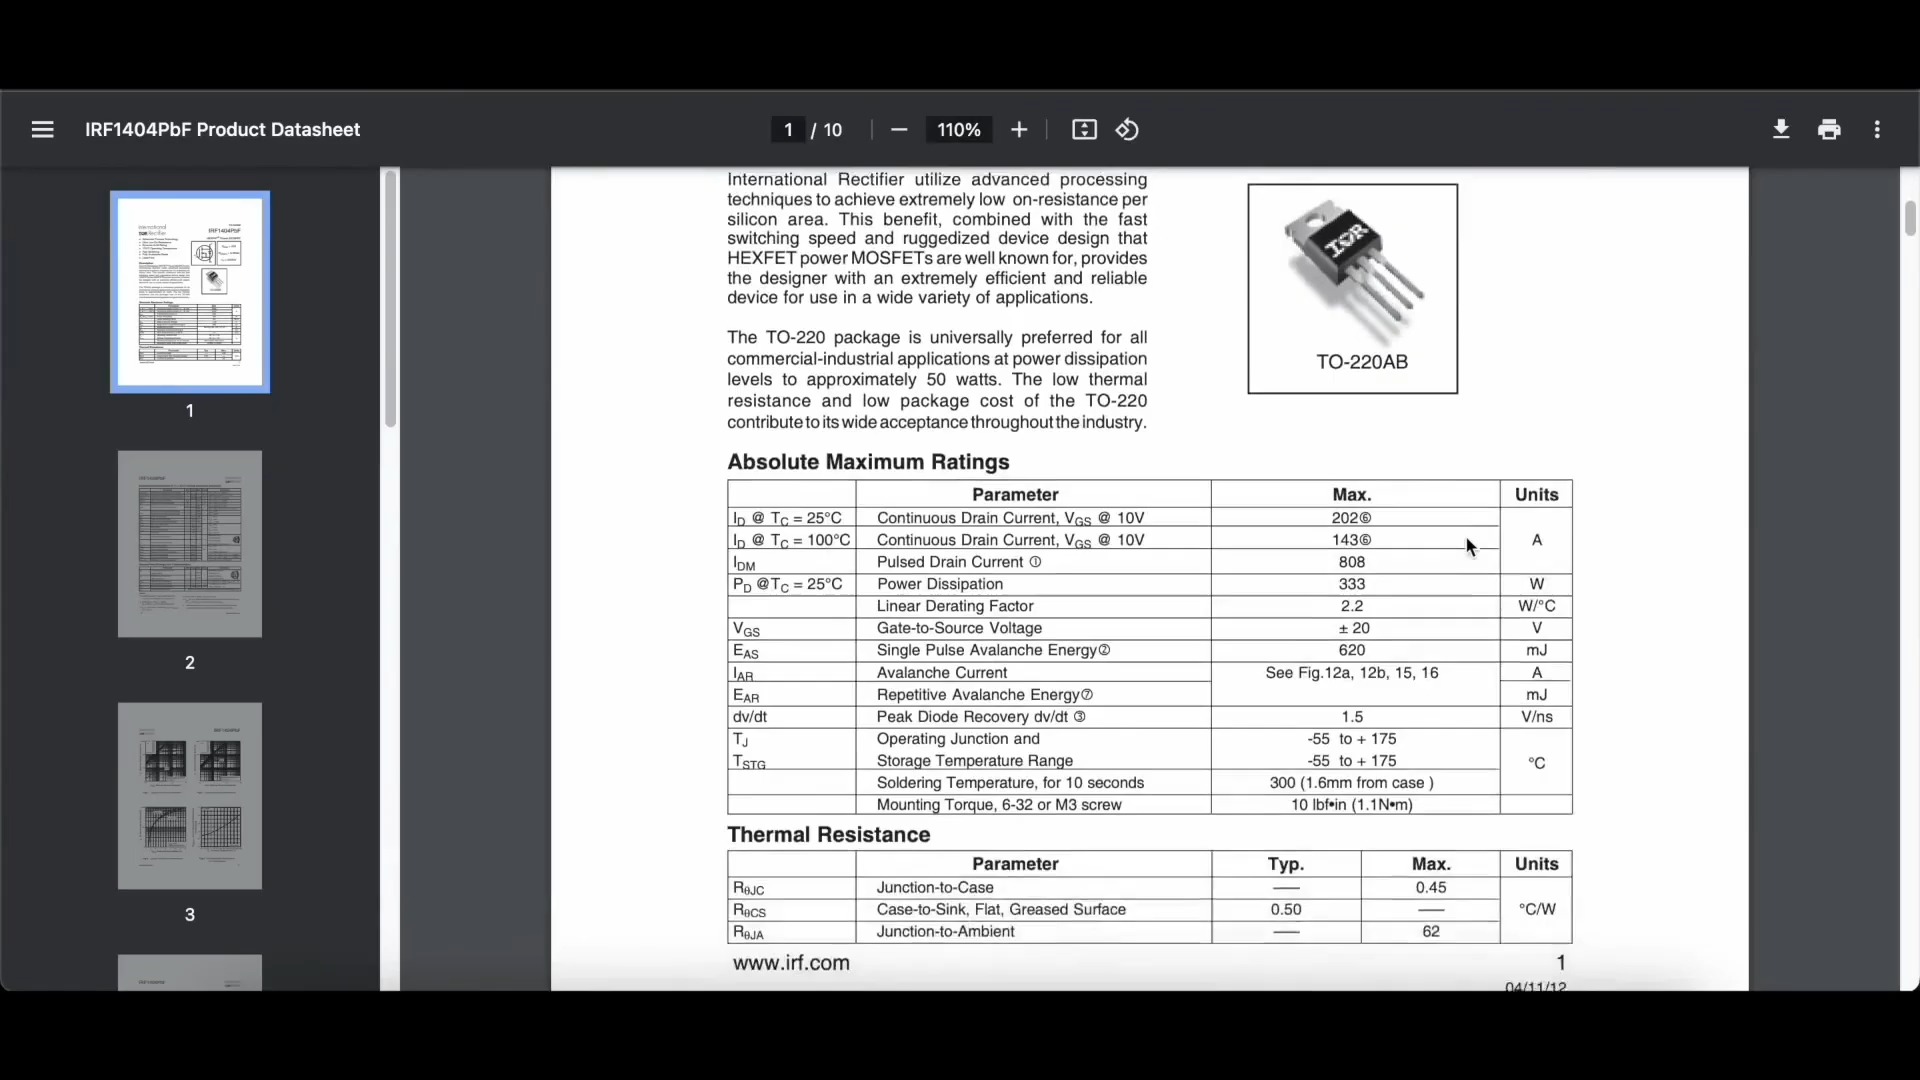 IRF1404PbF Product Datasheet
1 / 10
110%
1
2
3
International Rectifier utilize advanced processing
techniques to achieve extremely low on-resistance per
silicon area. This benefit, combined with the fast
switching speed and ruggedized device design that
HEXFET power MOSFETs are well known for, provides
the designer with an extremely efficient and reliable
device for use in a wide variety of applications.
The TO-220 package is universally preferred for all
commercial-industrial applications at power dissipation
levels to approximately 50 watts. The low thermal
resistance and low package cost of the TO-220
contribute to its wide acceptance throughout the industry.
IOR
TO-220AB
Absolute Maximum Ratings
Parameter Max. Units
ID @ TC = 25°C Continuous Drain Current, VGS @ 10V 202⑥
ID @ TC = 100°C Continuous Drain Current, VGS @ 10V 143⑥ A
IDM Pulsed Drain Current ① 808
PD @TC = 25°C Power Dissipation 333 W
Linear Derating Factor 2.2 W/°C
VGS Gate-to-Source Voltage ± 20 V
EAS Single Pulse Avalanche Energy② 620 mJ
IAR Avalanche Current See Fig.12a, 12b, 15, 16 A
EAR Repetitive Avalanche Energy⑦ mJ
dv/dt Peak Diode Recovery dv/dt ③ 1.5 V/ns
TJ Operating Junction and -55 to + 175
TSTG Storage Temperature Range -55 to + 175 °C
Soldering Temperature, for 10 seconds 300 (1.6mm from case )
Mounting Torque, 6-32 or M3 screw 10 lbf•in (1.1N•m)
Thermal Resistance
Parameter Typ. Max. Units
RθJC Junction-to-Case —— 0.45
RθCS Case-to-Sink, Flat, Greased Surface 0.50 —— °C/W
RθJA Junction-to-Ambient —— 62
www.irf.com 1
04/11/12